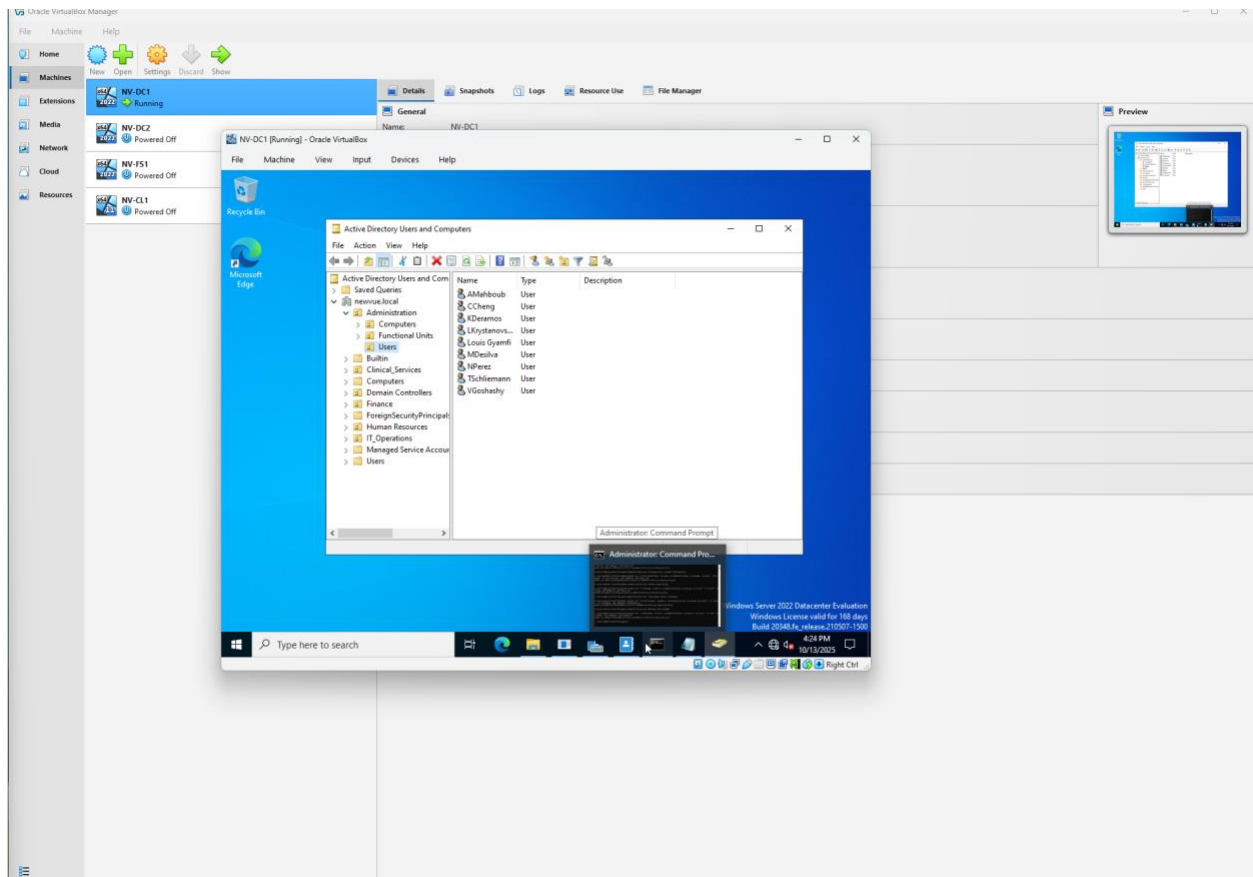 Oracle VirtualBox Manager
File Machine Help
Home
Machines
Extensions
Media
Network
Cloud
Resources
New Open Settings Discard Show
NV-DC1
Running
NV-DC2
Powered Off
NV-FS1
Powered Off
NV-CL1
Powered Off
Details Snapshots Logs Resource Use File Manager
General
Name: NV-DC1
Preview
NV-DC1 [Running] - Oracle VirtualBox
File Machine View Input Devices Help
Recycle Bin
Microsoft
Edge
Active Directory Users and Computers
File Action View Help
Active Directory Users and Com
Saved Queries
newvue.local
Administration
Computers
Functional Units
Users
Builtin
Clinical_Services
Computers
Domain Controllers
Finance
ForeignSecurityPrincipals
Human Resources
IT_Operations
Managed Service Accou
Users
Name Type Description
AMahboub User
CCheng User
KDeramos User
LKrystanovs... User
Louis Gyamfi User
MDesilva User
NPerez User
TSchliemann User
VGoshashy User
Administrator: Command Prompt
Administrator: Command Pro...
Windows Server 2022 Datacenter Evaluation
Windows License valid for 168 days
Build 20348.fe_release.210507-1500
Type here to search
4:24 PM
10/13/2025
Right Ctrl